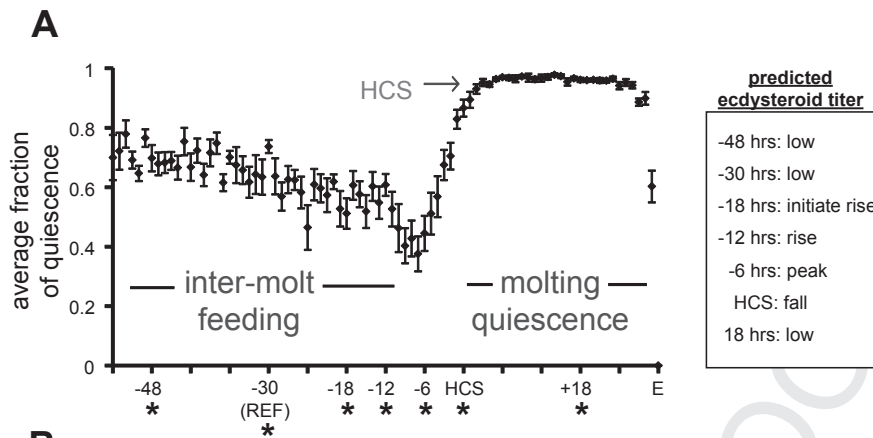 A
1
0.8
0.6
0.4
0.2
0
average fraction
of quiescence
HCS
inter-molt
feeding
molting
quiescence
-48
-30
(REF)
-18
-12
-6
HCS
+18
E
* * * * * * *
predicted
ecdysteroid titer
-48 hrs: low
-30 hrs: low
-18 hrs: initiate rise
-12 hrs: rise
-6 hrs: peak
HCS: fall
18 hrs: low